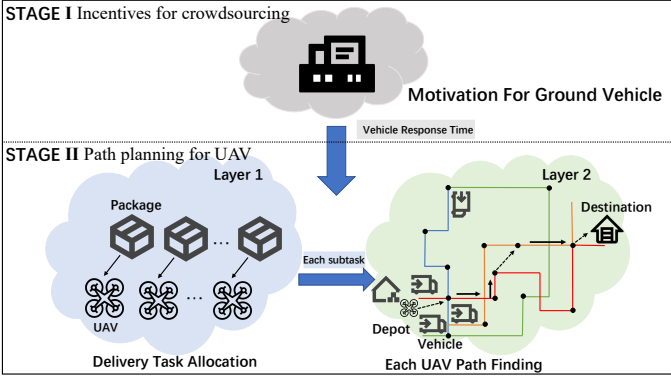 STAGE I Incentives for crowdsourcing
Motivation For Ground Vehicle
Vehicle Response Time
STAGE II Path planning for UAV
Layer 1
Package
...
...
UAV
Delivery Task Allocation
Each subtask
Layer 2
Destination
Depot
Vehicle
Each UAV Path Finding